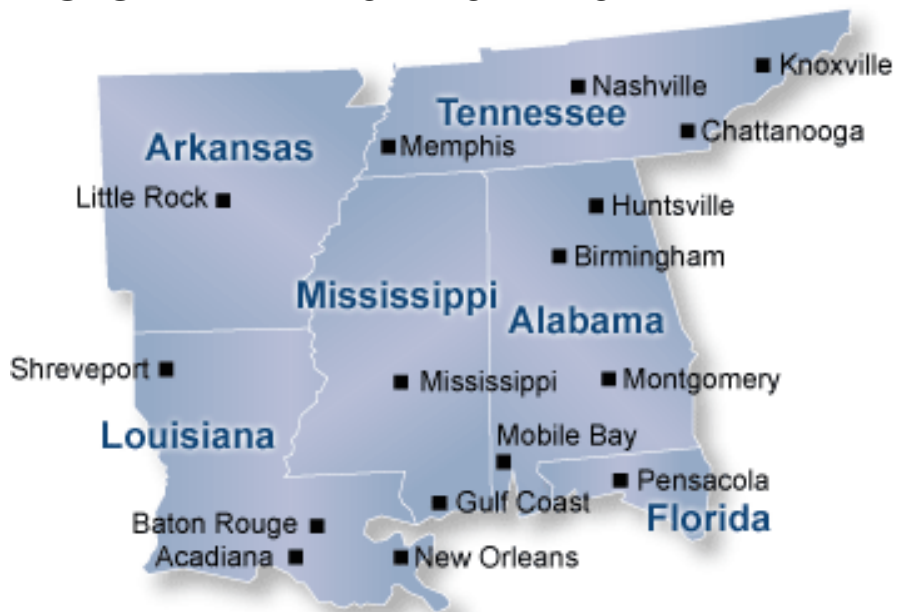 Knoxville
Nashville
Tennessee
Chattanooga
Arkansas
Memphis
Little Rock
Huntsville
Birmingham
Mississippi
Alabama
Shreveport
Mississippi
Montgomery
Louisiana
Mobile Bay
Pensacola
Gulf Coast
Florida
Baton Rouge
Acadiana
New Orleans